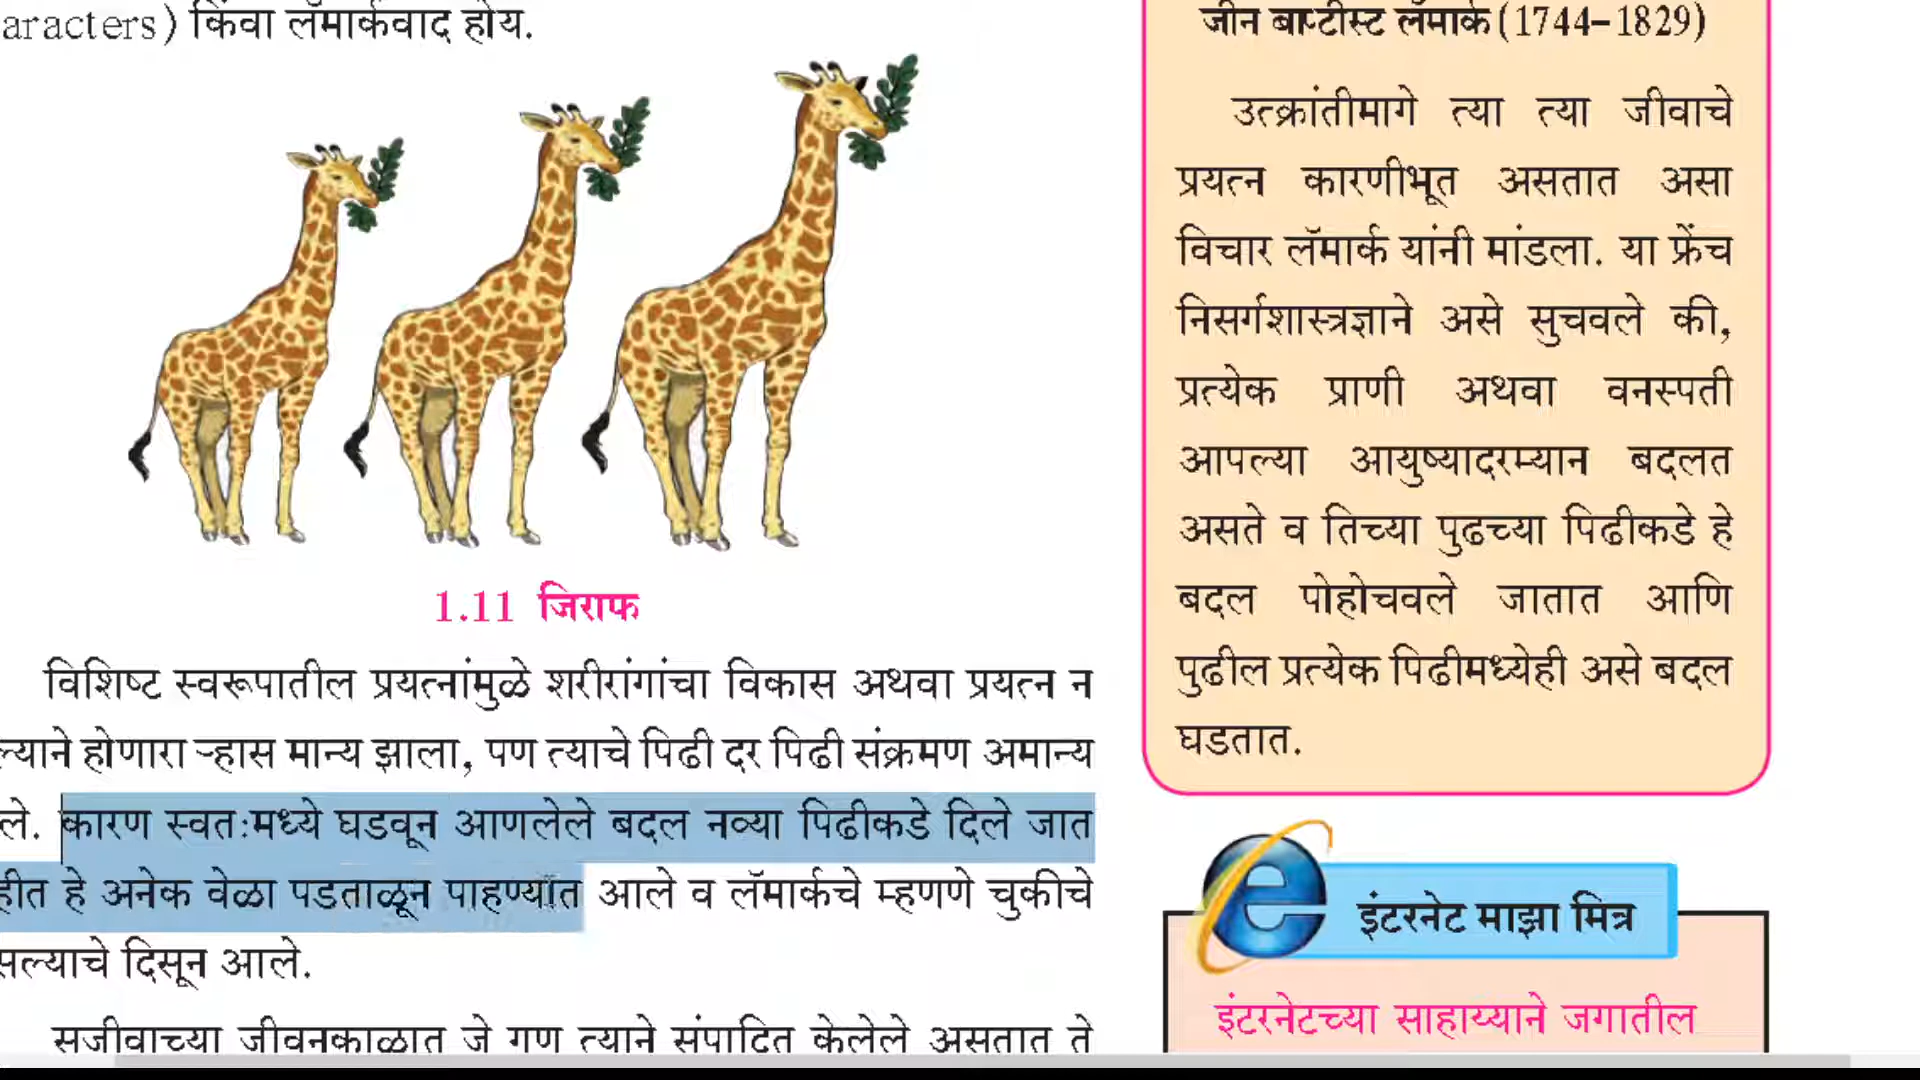 aracters) किंवा लॅमार्कवाद होय.
1.11 जिराफ
विशिष्ट स्वरूपातील प्रयत्नांमुळे शरीरांगांचा विकास अथवा प्रयत्न न
ल्याने होणारा ऱ्हास मान्य झाला, पण त्याचे पिढी दर पिढी संक्रमण अमान्य
ले. कारण स्वतःमध्ये घडवून आणलेले बदल नव्या पिढीकडे दिले जात
हीत हे अनेक वेळा पडताळून पाहण्यात आले व लॅमार्कचे म्हणणे चुकीचे
सल्याचे दिसून आले.
सजीवाच्या जीवनकाळात जे गुण त्याने संपादित केलेले असतात ते
जीन बाप्टीस्ट लॅमार्क (1744–1829)
उत्क्रांतीमागे त्या त्या जीवाचे
प्रयत्न कारणीभूत असतात असा
विचार लॅमार्क यांनी मांडला. या फ्रेंच
निसर्गशास्त्रज्ञाने असे सुचवले की,
प्रत्येक प्राणी अथवा वनस्पती
आपल्या आयुष्यादरम्यान बदलत
असते व तिच्या पुढच्या पिढीकडे हे
बदल पोहोचवले जातात आणि
पुढील प्रत्येक पिढीमध्येही असे बदल
घडतात.
इंटरनेट माझा मित्र
इंटरनेटच्या साहाय्याने जगातील